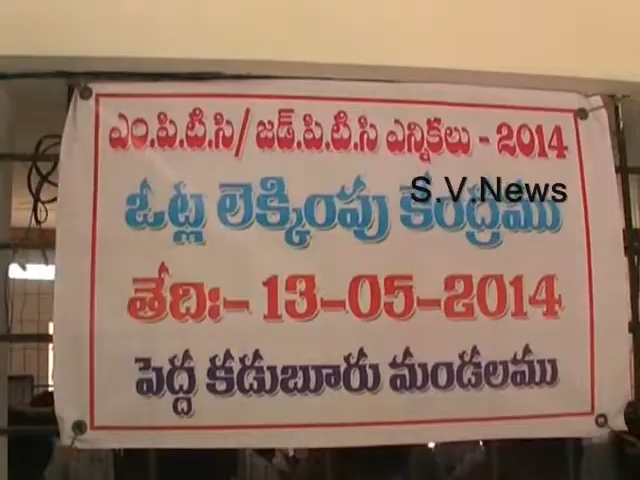 ఎం.పి.టి.సి/ జడ్.పి.టి.సి ఎన్నికలు - 2014
S.V.News
ఓట్ల లెక్కింపు కేంద్రము
తేది:- 13-05-2014
పెద్ద కడుబూరు మండలము